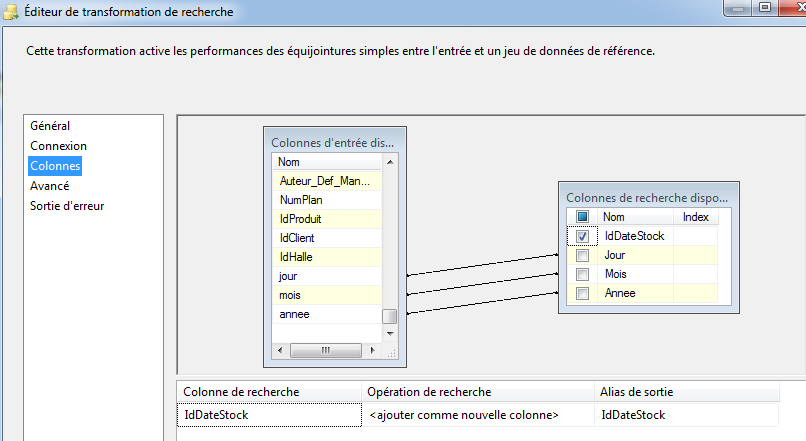 Éditeur de transformation de recherche
Cette transformation active les performances des équijointures simples entre l'entrée et un jeu de données de référence.
Général
Connexion
Colonnes
Avancé
Sortie d'erreur
Colonnes d'entrée dis...
Nom
Auteur_Def_Man...
NumPlan
IdProduit
IdClient
IdHalle
jour
mois
annee
Colonnes de recherche dispo...
Nom Index
IdDateStock
Jour
Mois
Annee
Colonne de recherche Opération de recherche Alias de sortie
IdDateStock <ajouter comme nouvelle colonne> IdDateStock